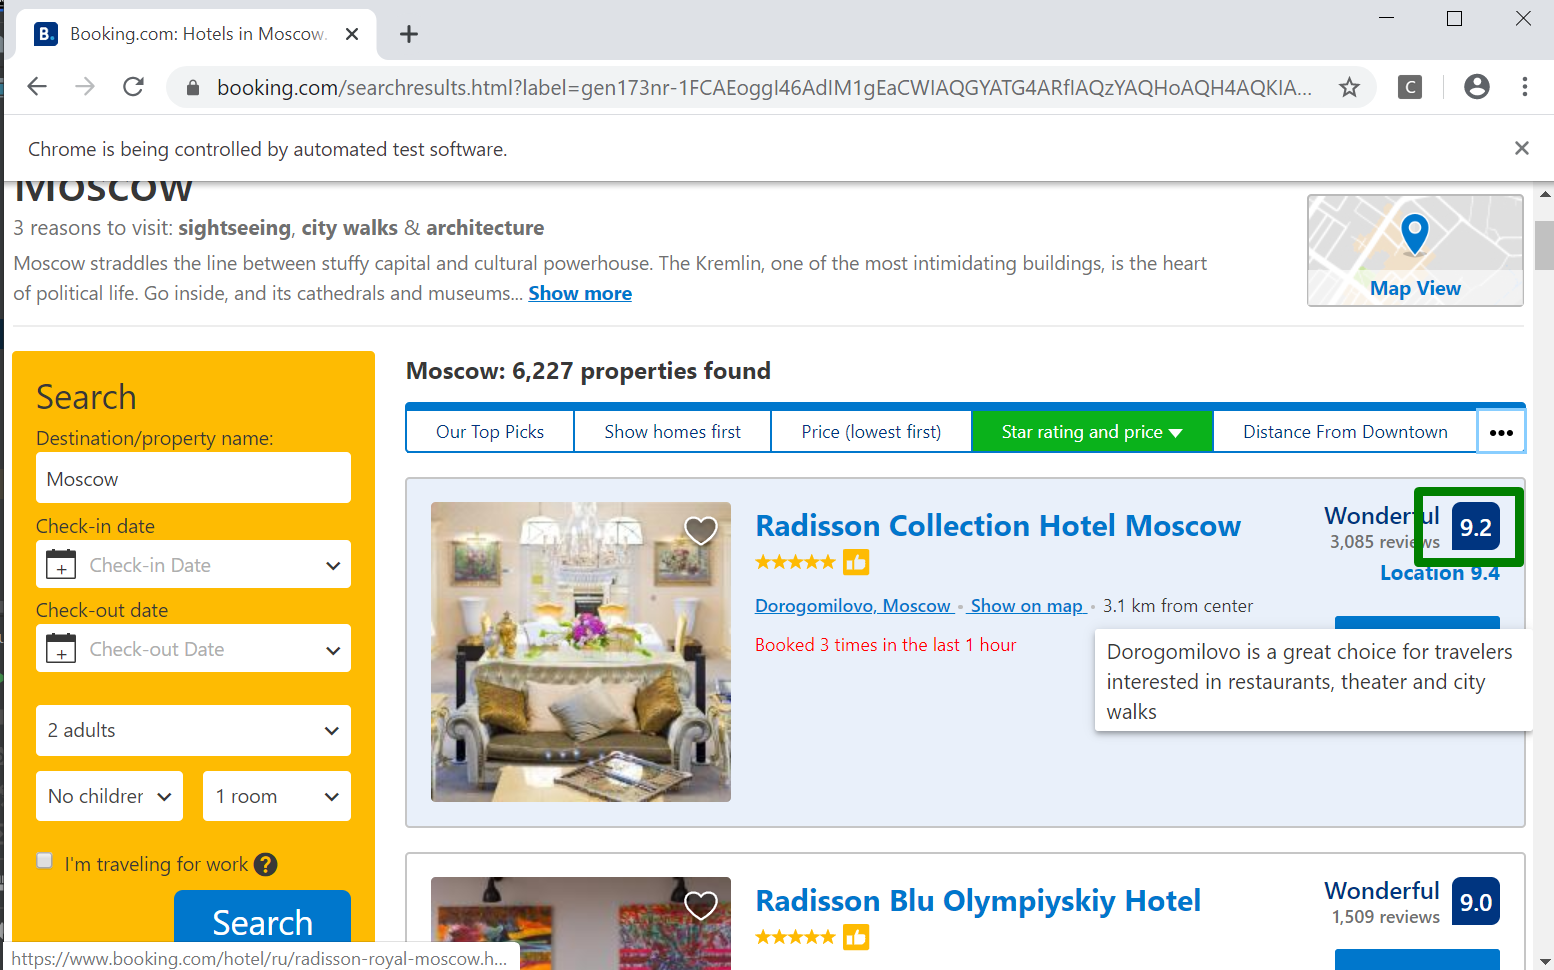 B. Booking.com: Hotels in Moscow.
booking.com/searchresults.html?label=gen173nr-1FCAEoggI46AdIM1gEaCWIAQGYATG4ARfIAQzYAQHoAQH4AQKIA...
C
Chrome is being controlled by automated test software.
Moscow
3 reasons to visit: sightseeing, city walks & architecture
Moscow straddles the line between stuffy capital and cultural powerhouse. The Kremlin, one of the most intimidating buildings, is the heart
of political life. Go inside, and its cathedrals and museums... Show more
Map View
Search
Destination/property name:
Moscow
Check-in date
Check-in Date
Check-out date
Check-out Date
2 adults
No childrer
1 room
I'm traveling for work ?
Search
Moscow: 6,227 properties found
Our Top Picks
Show homes first
Price (lowest first)
Star rating and price
Distance From Downtown
•••
Radisson Collection Hotel Moscow
Wonderful 9.2
3,085 reviews
Location 9.4
Dorogomilovo, Moscow • Show on map • 3.1 km from center
Booked 3 times in the last 1 hour
Dorogomilovo is a great choice for travelers
interested in restaurants, theater and city
walks
Radisson Blu Olympiyskiy Hotel
Wonderful 9.0
1,509 reviews
https://www.booking.com/hotel/ru/radisson-royal-moscow.h...